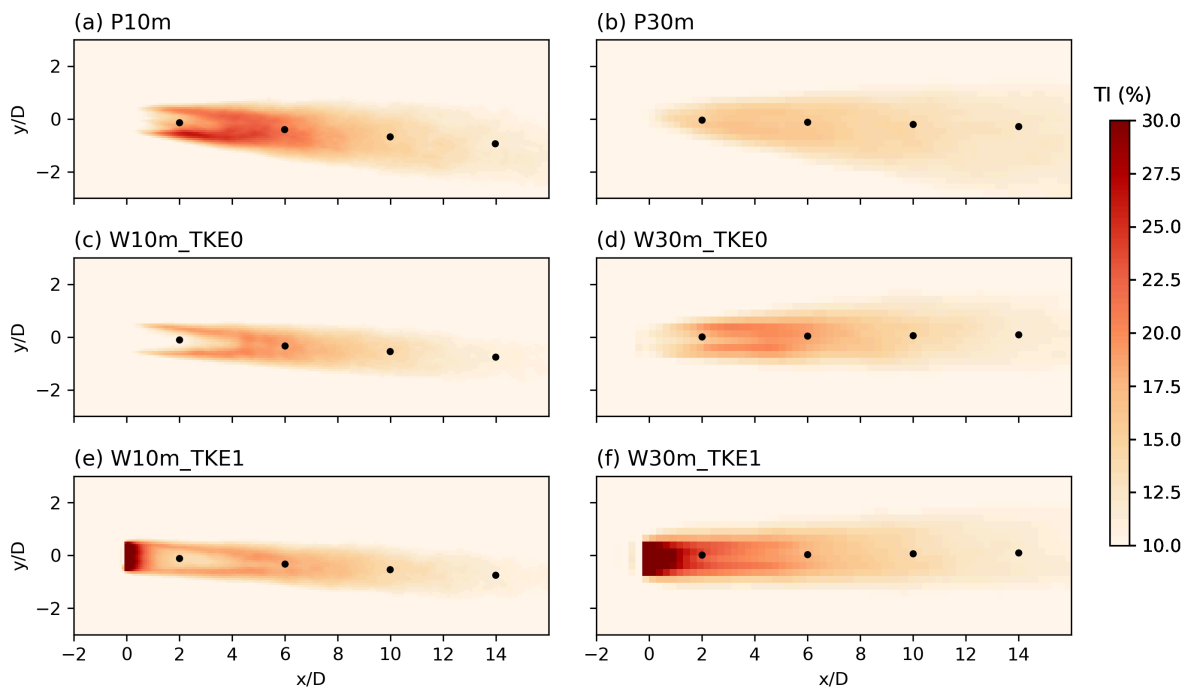 (a) P10m
(b) P30m
TI (%)
y/D
2
0
−2
30.0
27.5
25.0
22.5
20.0
17.5
15.0
12.5
10.0
(c) W10m_TKE0
(d) W30m_TKE0
y/D
2
0
−2
(e) W10m_TKE1
(f) W30m_TKE1
y/D
2
0
−2
−2 0 2 4 6 8 10 12 14
−2 0 2 4 6 8 10 12 14
x/D
x/D